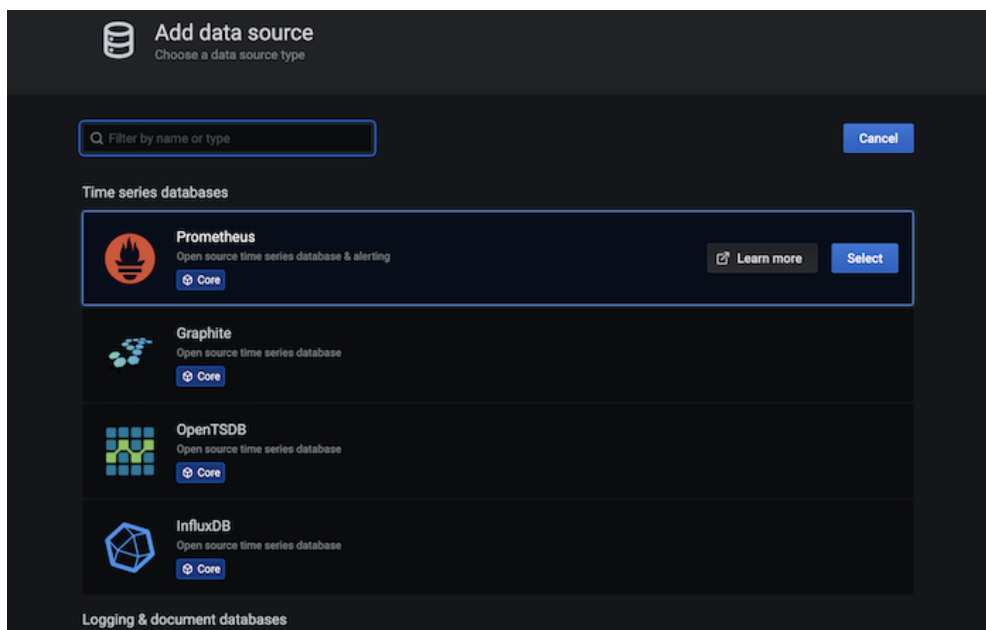 Add data source
Choose a data source type
Filter by name or type
Cancel
Time series databases
Prometheus
Open source time series database & alerting
Core
Learn more
Select
Graphite
Open source time series database
Core
OpenTSDB
Open source time series database
Core
InfluxDB
Open source time series database
Core
Logging & document databases